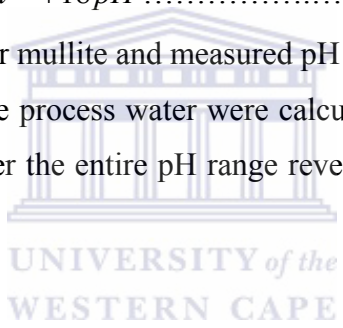 +16pH ……………………
r mullite and measured pH
e process water were calcu
er the entire pH range reve
UNIVERSITY of the
WESTERN CAPE